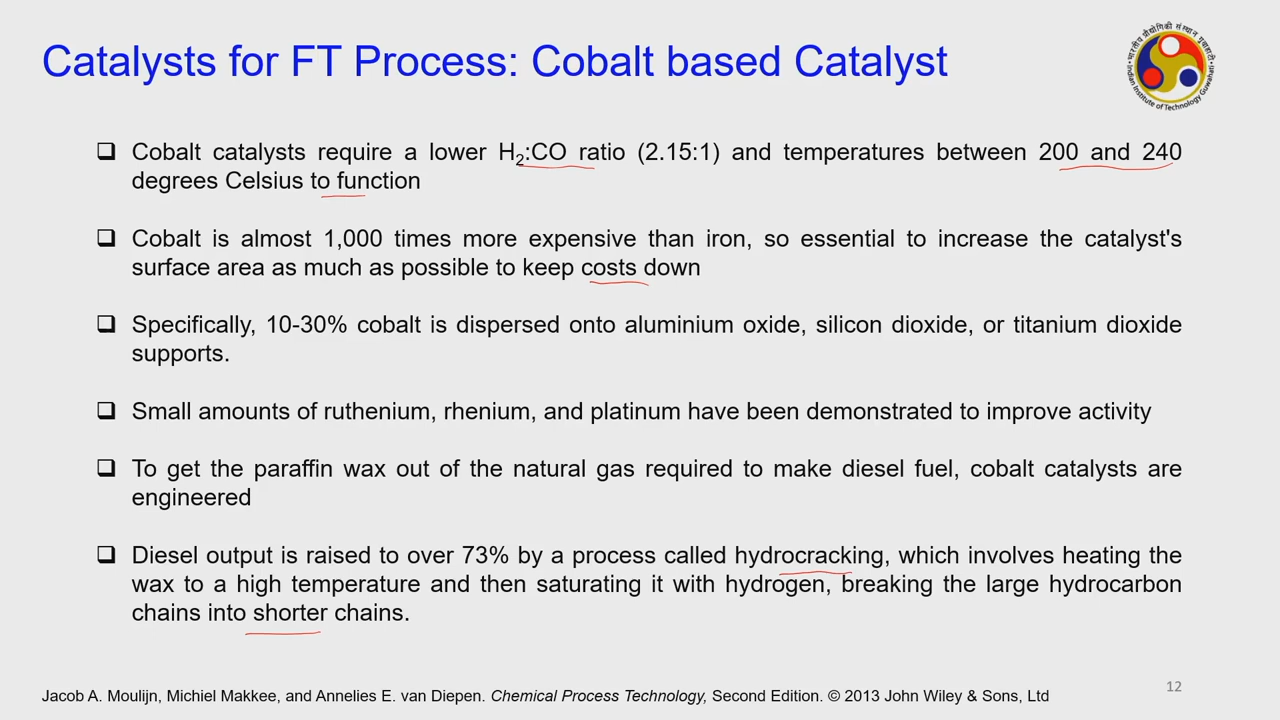 Catalysts for FT Process: Cobalt based Catalyst
भारतीय प्रौद्योगिकी संस्थान गुवाहाटी
Indian Institute of Technology Guwahati
❑ Cobalt catalysts require a lower H₂:CO ratio (2.15:1) and temperatures between 200 and 240
degrees Celsius to function
❑ Cobalt is almost 1,000 times more expensive than iron, so essential to increase the catalyst's
surface area as much as possible to keep costs down
❑ Specifically, 10-30% cobalt is dispersed onto aluminium oxide, silicon dioxide, or titanium dioxide
supports.
❑ Small amounts of ruthenium, rhenium, and platinum have been demonstrated to improve activity
❑ To get the paraffin wax out of the natural gas required to make diesel fuel, cobalt catalysts are
engineered
❑ Diesel output is raised to over 73% by a process called hydrocracking, which involves heating the
wax to a high temperature and then saturating it with hydrogen, breaking the large hydrocarbon
chains into shorter chains.
Jacob A. Moulijn, Michiel Makkee, and Annelies E. van Diepen. Chemical Process Technology, Second Edition. © 2013 John Wiley & Sons, Ltd
12